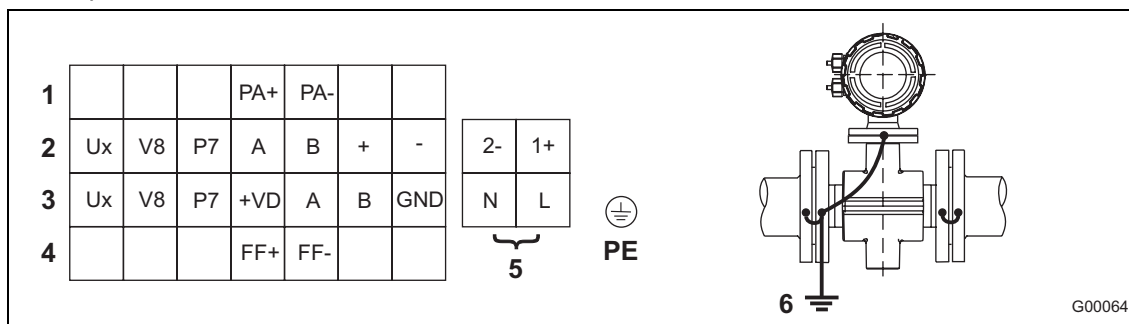 1 PA+ PA-
2 Ux V8 P7 A B + - 2- 1+
3 Ux V8 P7 +VD A B GND N L
4 FF+ FF-
5
PE
6
G00064